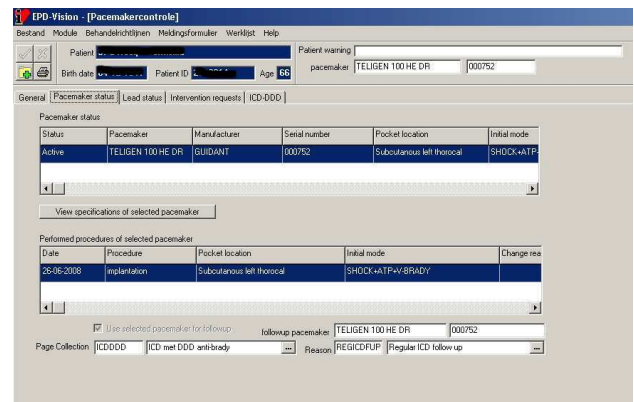 EPD-Vision - [Pacemakercontrole]
Bestand Module Behandelrichtlijnen Meldingsformulier Werklijst Help
Patient
Patient warning
pacemaker TELIGEN 100 HE DR 000752
Birth date Patient ID Age 66
General Pacemaker status Lead status Intervention requests ICD-DDD
Pacemaker status
Status Pacemaker Manufacturer Serial number Pocket location Initial mode
Active TELIGEN 100 HE DR GUIDANT 000752 Subcutanous left thorocal SHOCK+ATP-
View specifications of selected pacemaker
Performed procedures of selected pacemaker
Date Procedure Pocket location Initial mode Change rea
26-06-2008 implantation Subcutanous left thorocal SHOCK+ATP+V-BRADY
Use selected pacemaker for followup followup pacemaker TELIGEN 100 HE DR 000752
Page Collection ICDDDD ICD met DDD anti-brady ... Reason REGICDFUP Regular ICD follow up ...